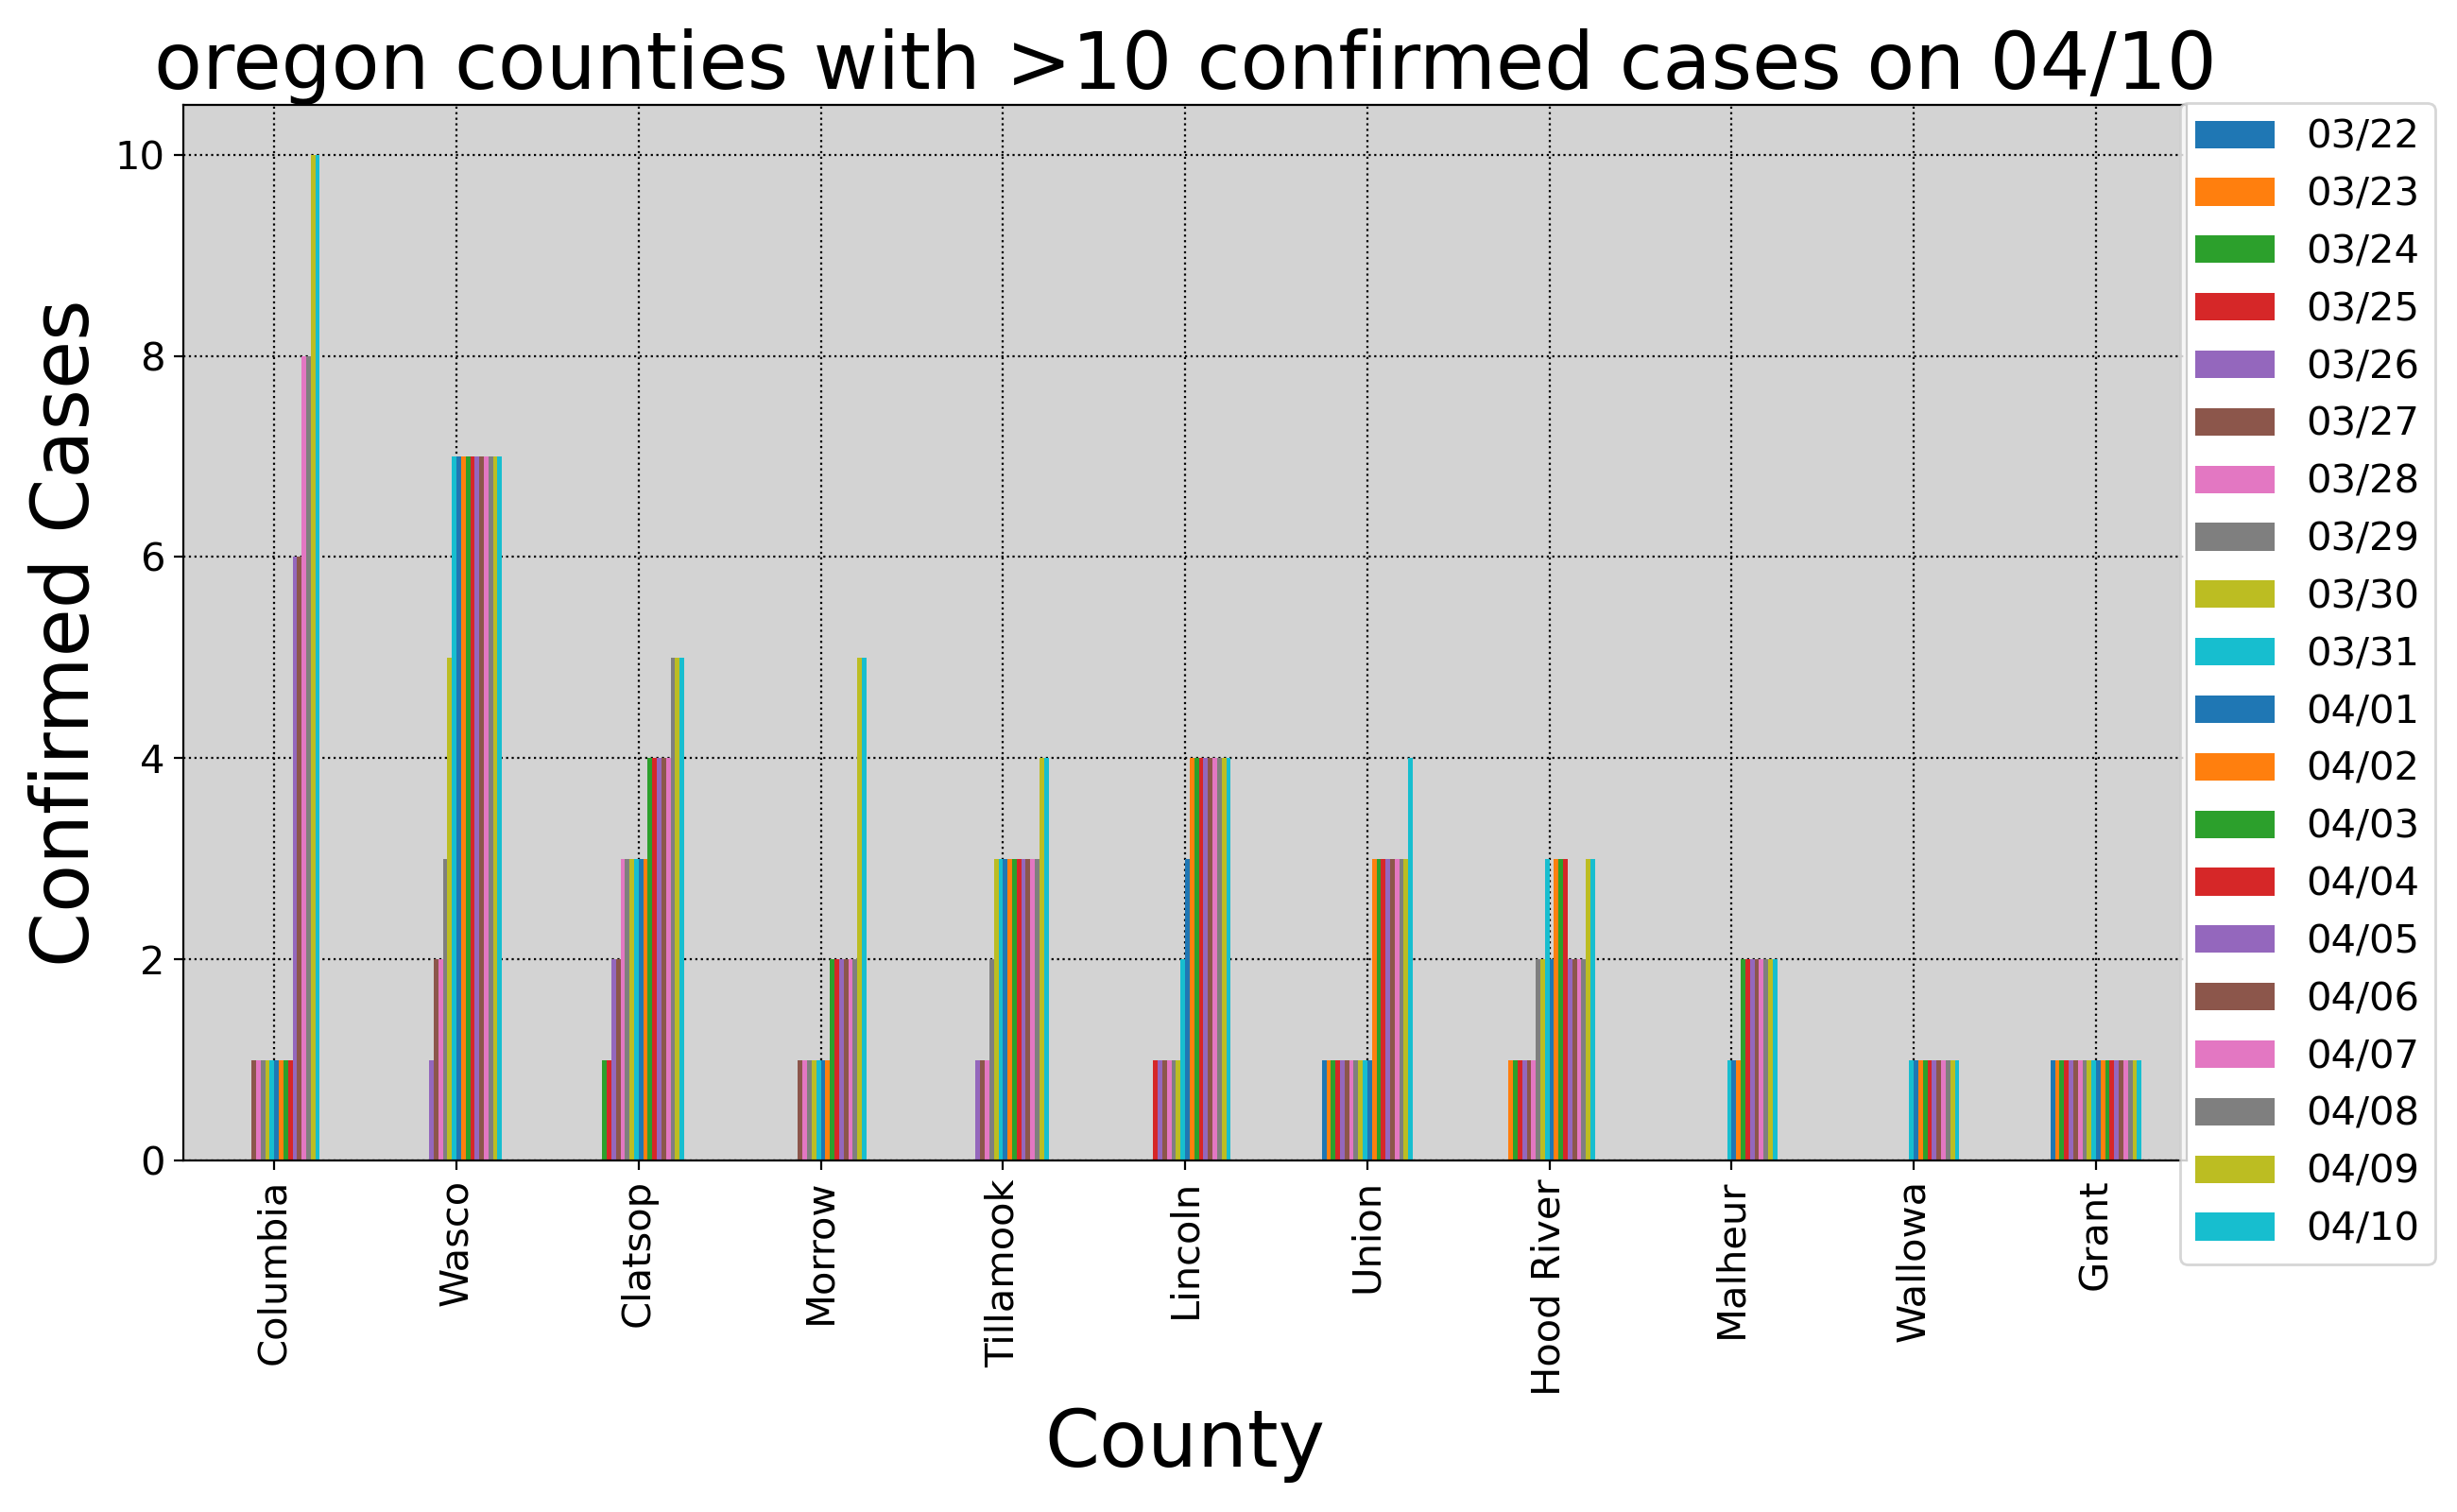 oregon counties with >10 confirmed cases on 04/10
Confirmed Cases
10
8
6
4
2
0
Columbia
Wasco
Clatsop
Morrow
Tillamook
Lincoln
Union
Hood River
Malheur
Wallowa
Grant
County
03/22
03/23
03/24
03/25
03/26
03/27
03/28
03/29
03/30
03/31
04/01
04/02
04/03
04/04
04/05
04/06
04/07
04/08
04/09
04/10